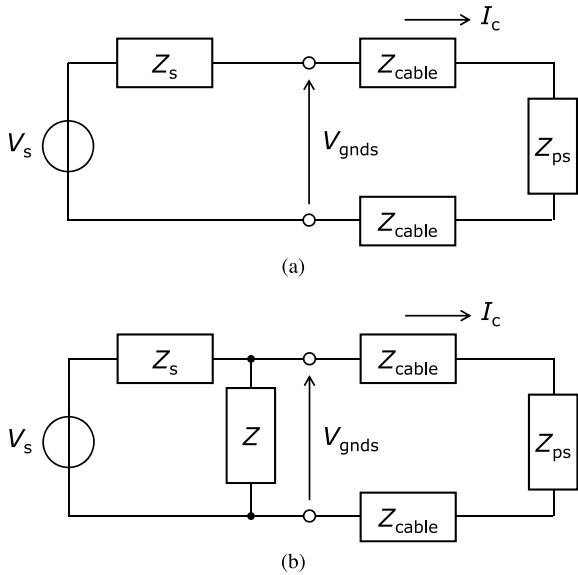 I_c
Z_s
Z_cable
V_s
V_gnds
Z_ps
Z_cable
(a)
I_c
Z_s
Z_cable
V_s
Z
V_gnds
Z_ps
Z_cable
(b)